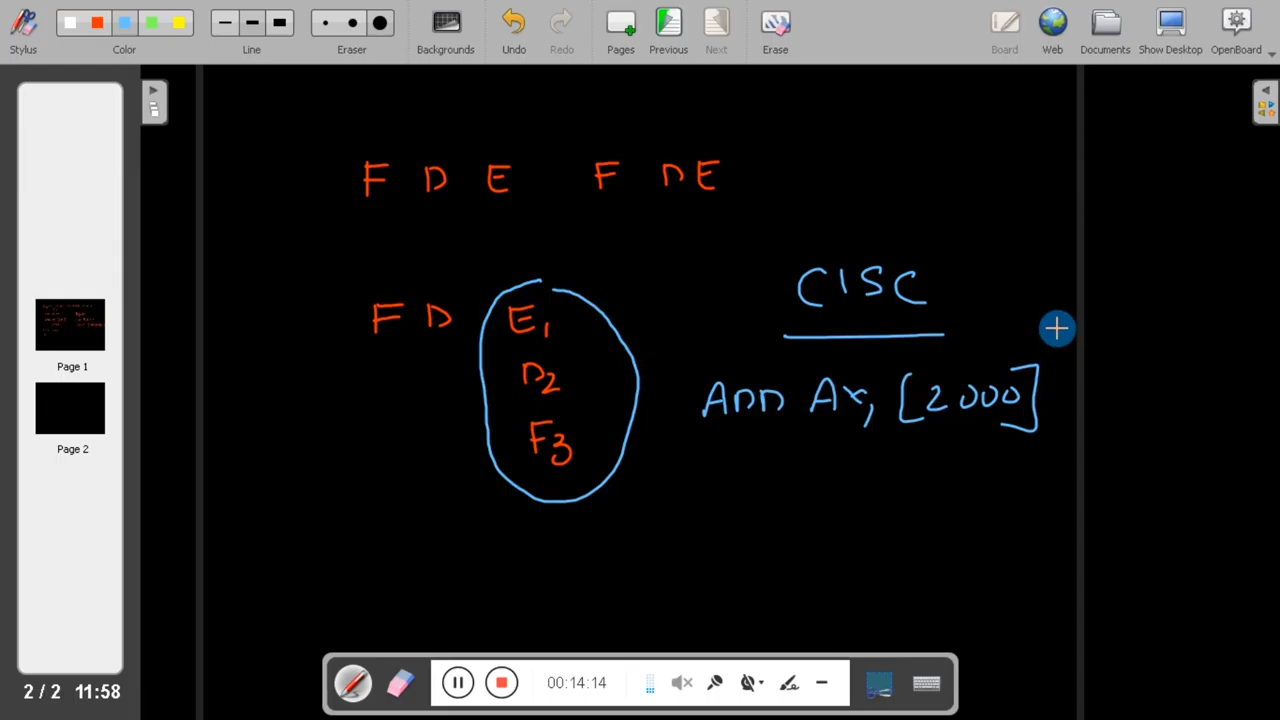 Stylus
Color
Line
Eraser
Backgrounds
Undo
Redo
Pages
Previous
Next
Erase
Board
Web
Documents
Show Desktop
OpenBoard
F D E F D E
CISC
F D E1
D2
ADD Ax, [2000]
F3
Page 1
Page 2
2 / 2 11:58
00:14:14